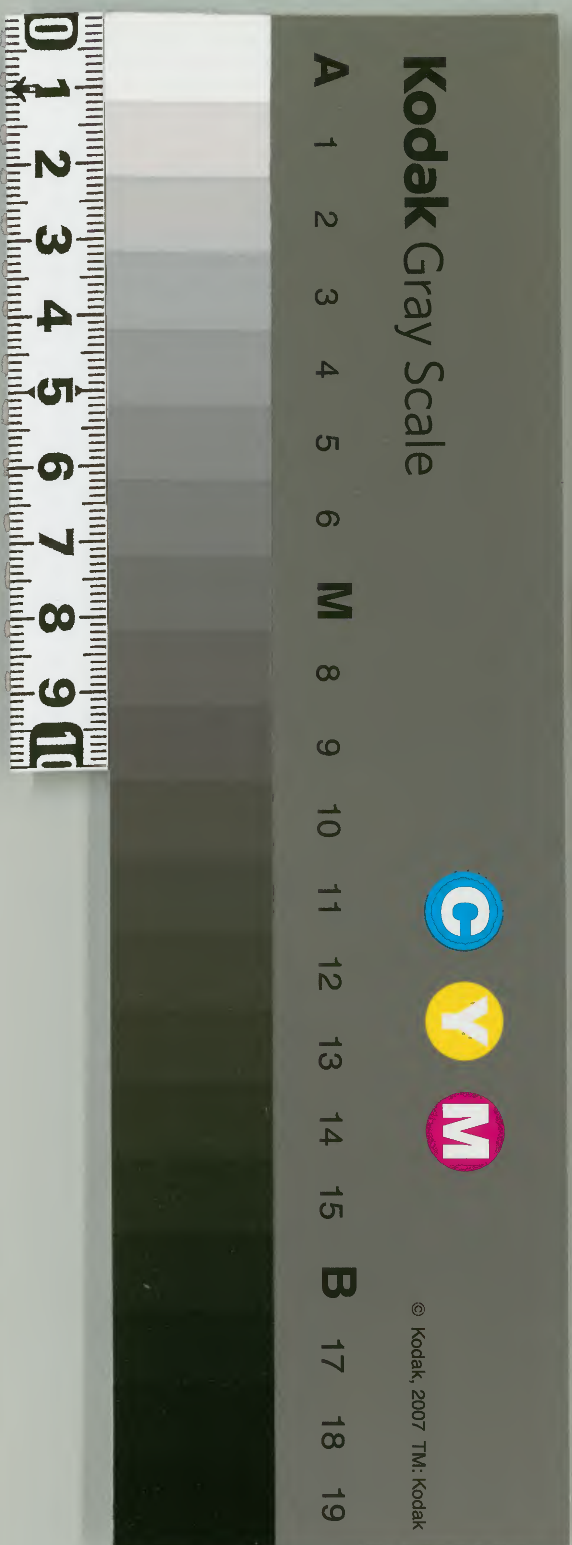 Kodak Gray Scale
C Y M
© Kodak, 2007 TM: Kodak
A 1 2 3 4 5 6 M 8 9 10 11 12 13 14 15 B 17 18 19
0 1 2 3 4 5 6 7 8 9 10